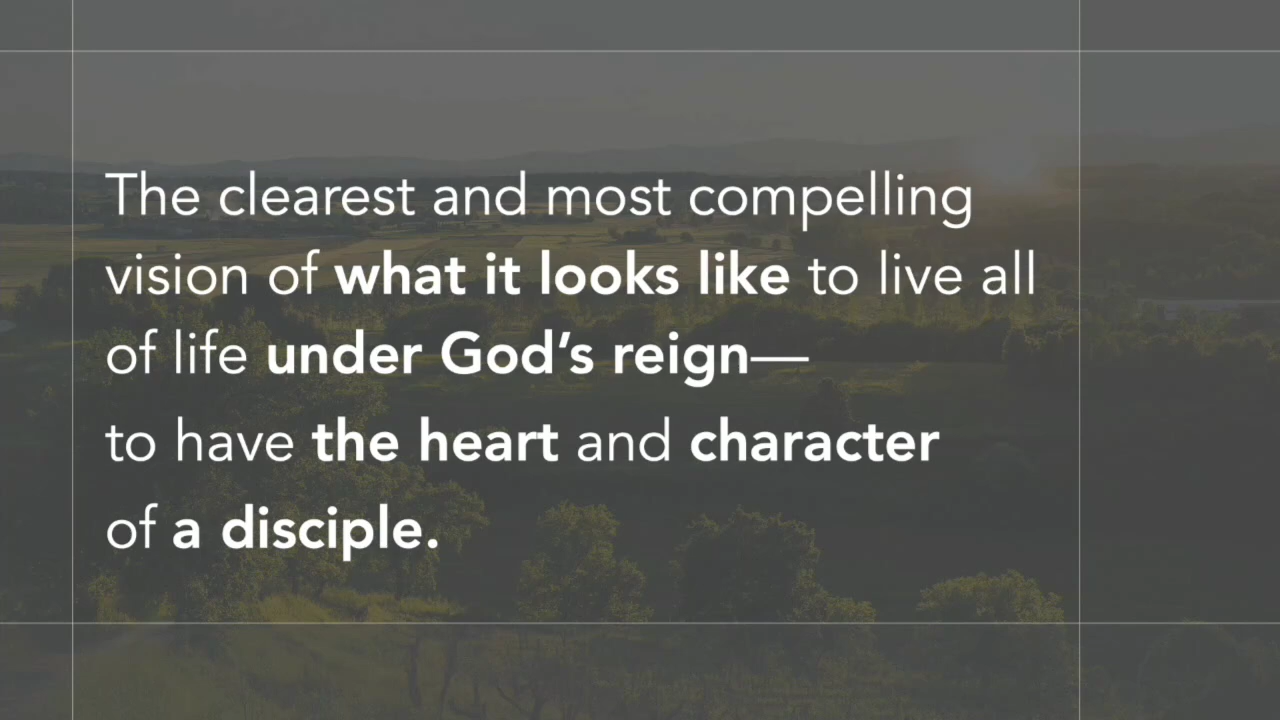 The clearest and most compelling
vision of what it looks like to live all
of life under God’s reign—
to have the heart and character
of a disciple.